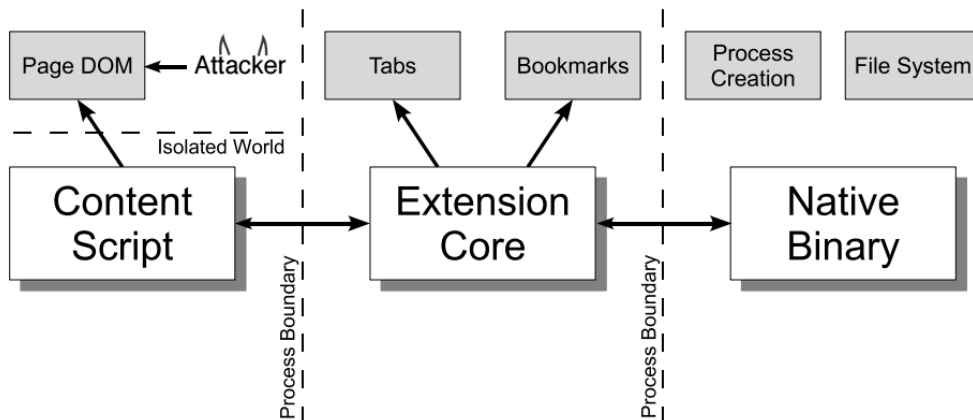 Page DOM
Attacker
Tabs
Bookmarks
Process
Creation
File System
Isolated World
Content
Script
Extension
Core
Native
Binary
Process Boundary
Process Boundary